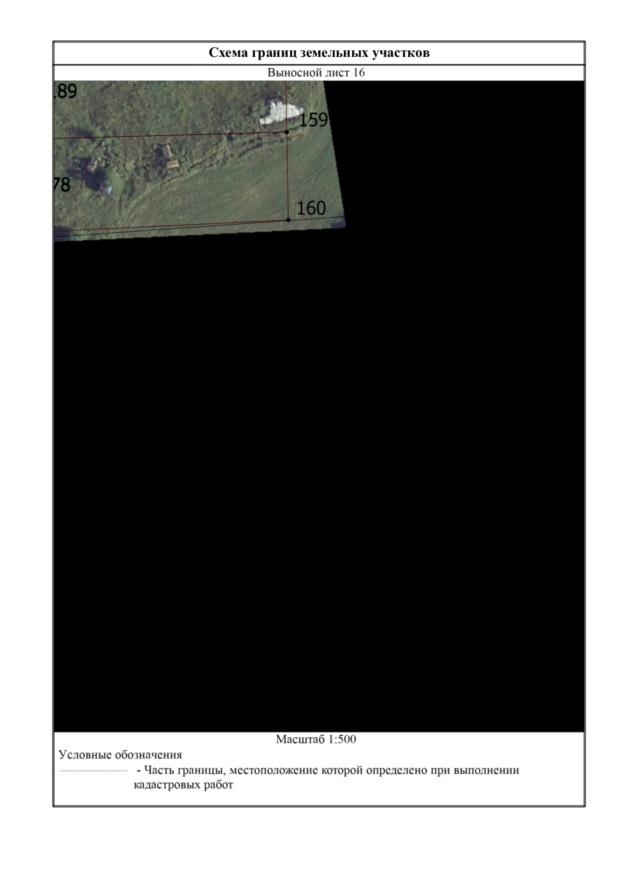 Схема границ земельных участков
Выносной лист 16
189
159
78
160
Масштаб 1:500
Условные обозначения
- Часть границы, местоположение которой определено при выполнении
кадастровых работ